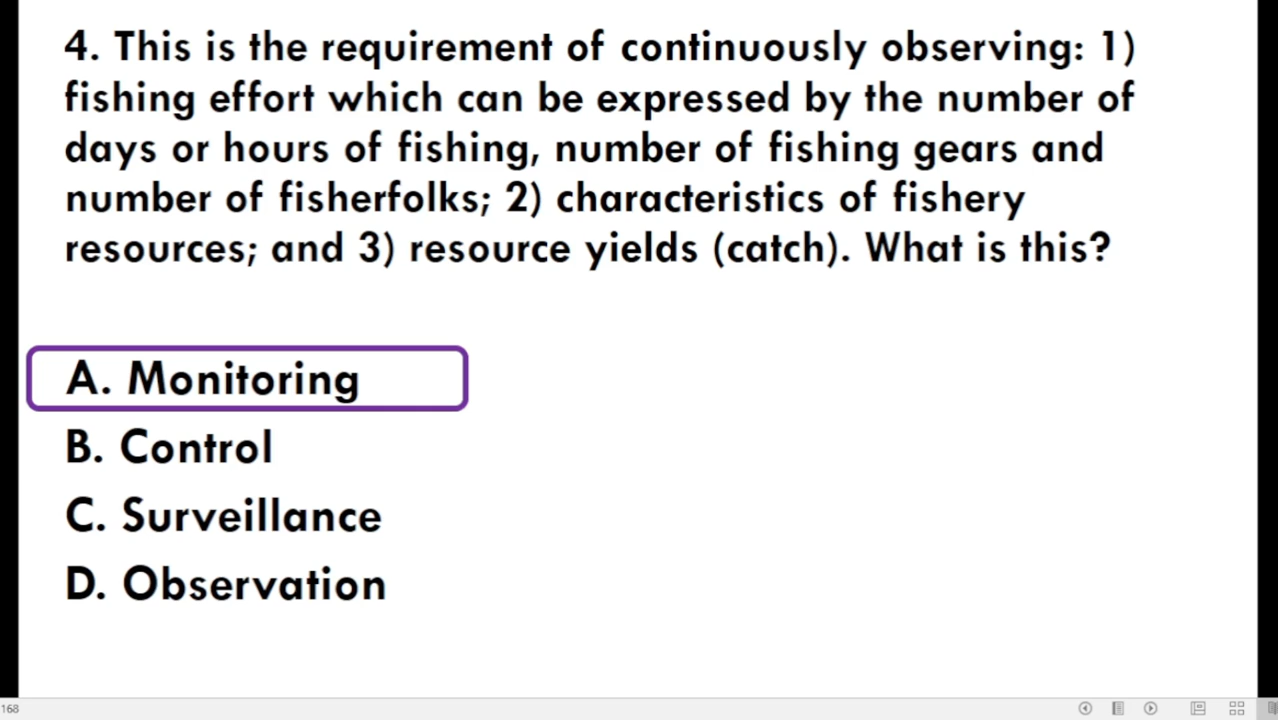 4. This is the requirement of continuously observing: 1)
fishing effort which can be expressed by the number of
days or hours of fishing, number of fishing gears and
number of fisherfolks; 2) characteristics of fishery
resources; and 3) resource yields (catch). What is this?
A. Monitoring
B. Control
C. Surveillance
D. Observation
168